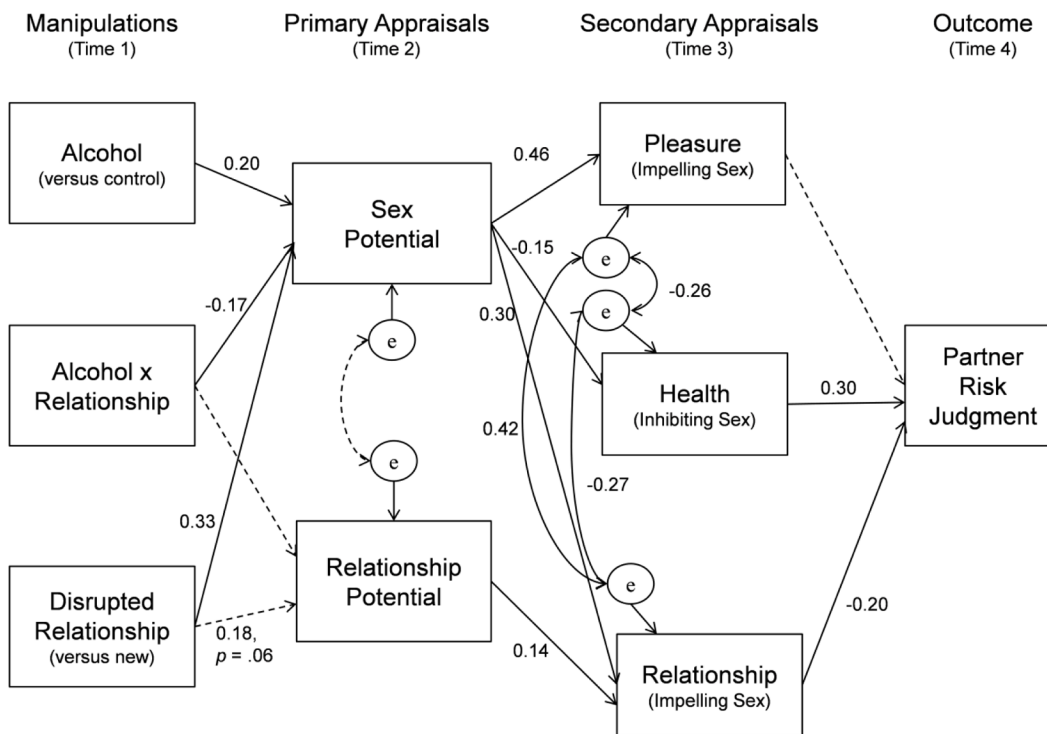 Manipulations
(Time 1)
Primary Appraisals
(Time 2)
Secondary Appraisals
(Time 3)
Outcome
(Time 4)
Alcohol
(versus control)
0.20
Sex
Potential
0.46
Pleasure
(Impelling Sex)
-0.15
e
-0.26
e
0.30
-0.17
e
Alcohol x
Relationship
Health
(Inhibiting Sex)
0.30
Partner
Risk
Judgment
0.42
e
-0.27
0.33
Relationship
Potential
e
Disrupted
Relationship
(versus new)
0.18,
p = .06
0.14
-0.20
Relationship
(Impelling Sex)